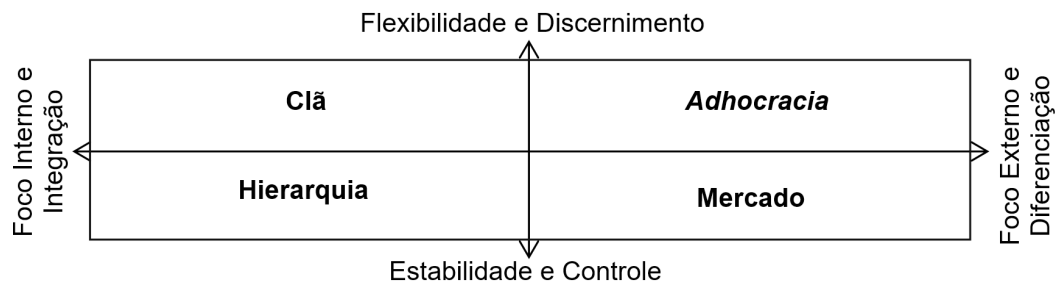 Flexibilidade e Discernimento
Foco Interno e
Integração
Clã
Adhocracia
Hierarquia
Mercado
Foco Externo e
Diferenciação
Estabilidade e Controle